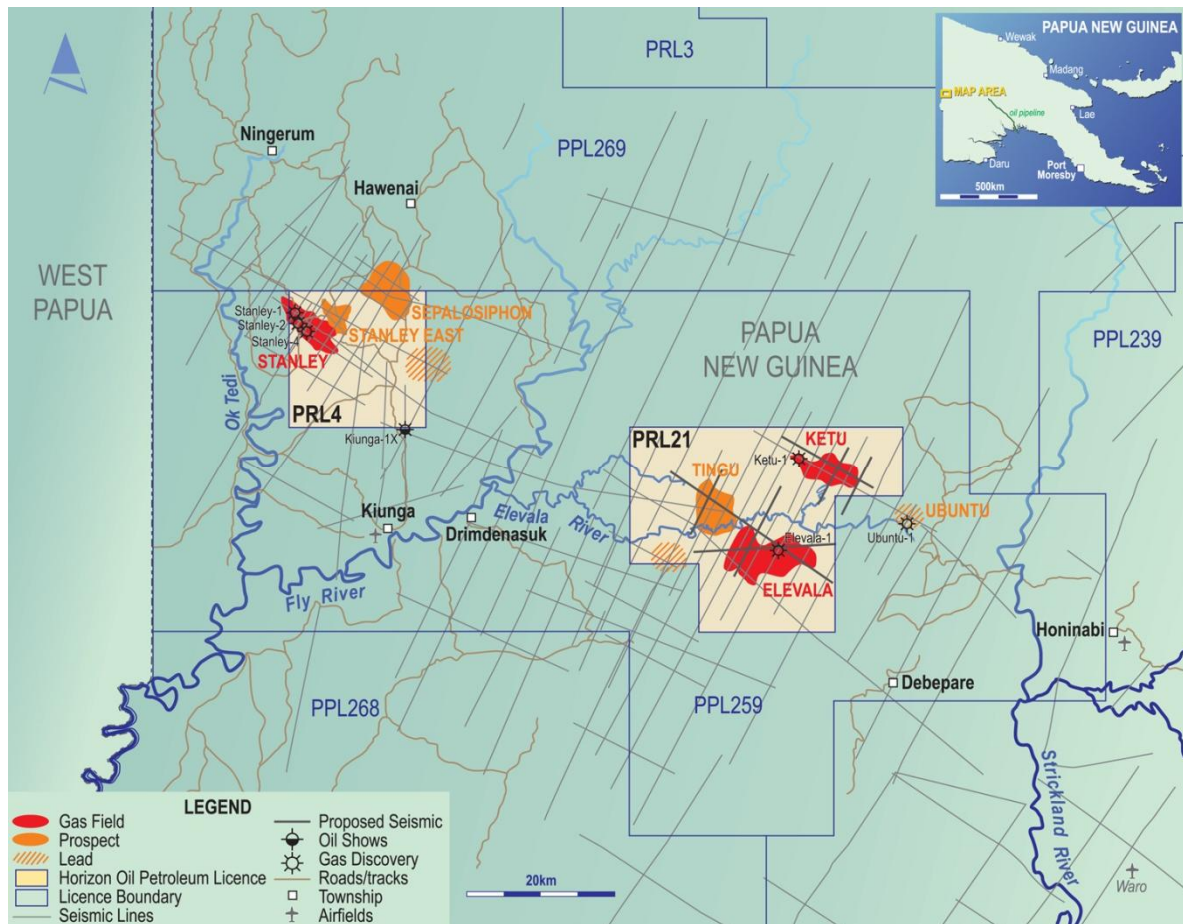 PRL3
PAPUA NEW GUINEA
Wewak
Madang
MAP AREA
Lae
oil pipeline
Daru
Port
Moresby
500km
Ningerum
PPL269
Hawenai
WEST
PAPUA
PPL239
SEPALOSIPHON
Stanley-1
Stanley-2
STANLEY EAST
Stanley-4
STANLEY
PAPUA
NEW GUINEA
Ok Tedi
PRL4
Kiunga-1X
PRL21
KETU
Ketu-1
TINGU
UBUNTU
Ubuntu-1
Kiunga
Drimdenasuk
Elevala
River
Elevala-1
ELEVALA
Fly River
Honinabi
Debepare
PPL268
PPL259
Strickland River
Waro
LEGEND
Gas Field
Prospect
Lead
Horizon Oil Petroleum Licence
Licence Boundary
Seismic Lines
Proposed Seismic
Oil Shows
Gas Discovery
Roads/tracks
Township
Airfields
20km